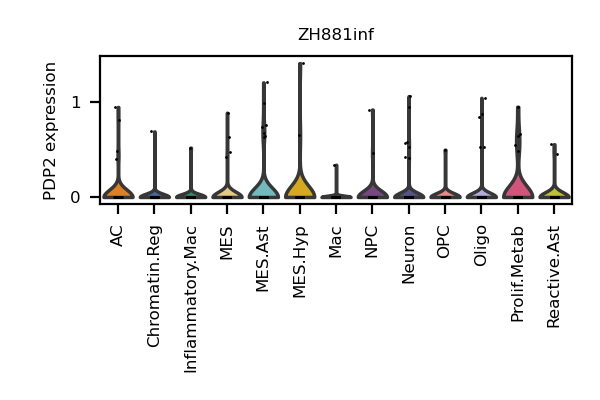 ZH881inf
PDP2 expression
1
0
AC
Chromatin.Reg
Inflammatory.Mac
MES
MES.Ast
MES.Hyp
Mac
NPC
Neuron
OPC
Oligo
Prolif.Metab
Reactive.Ast